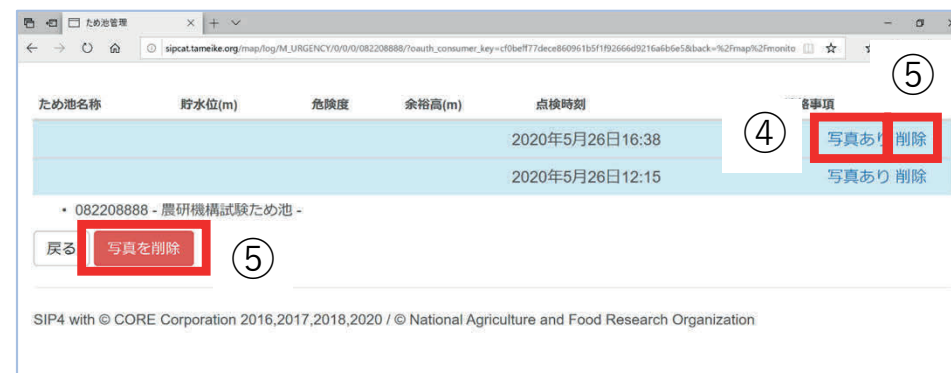 ため池管理
sipcat.tameike.org/map/log/M_URGENCY/0/0/0/082208888/?oauth_consumer_key=cf0beff77dece860961b5f1f92666d9216a6b6e5&back=%2Fmap%2Fmonito
⑤
ため池名称 貯水位(m) 危険度 余裕高(m) 点検時刻 絡事項
④
2020年5月26日16:38 写真あり 削除
2020年5月26日12:15 写真あり 削除
• 082208888 - 農研機構試験ため池 -
戻る 写真を削除 ⑤
SIP4 with © CORE Corporation 2016,2017,2018,2020 / © National Agriculture and Food Research Organization